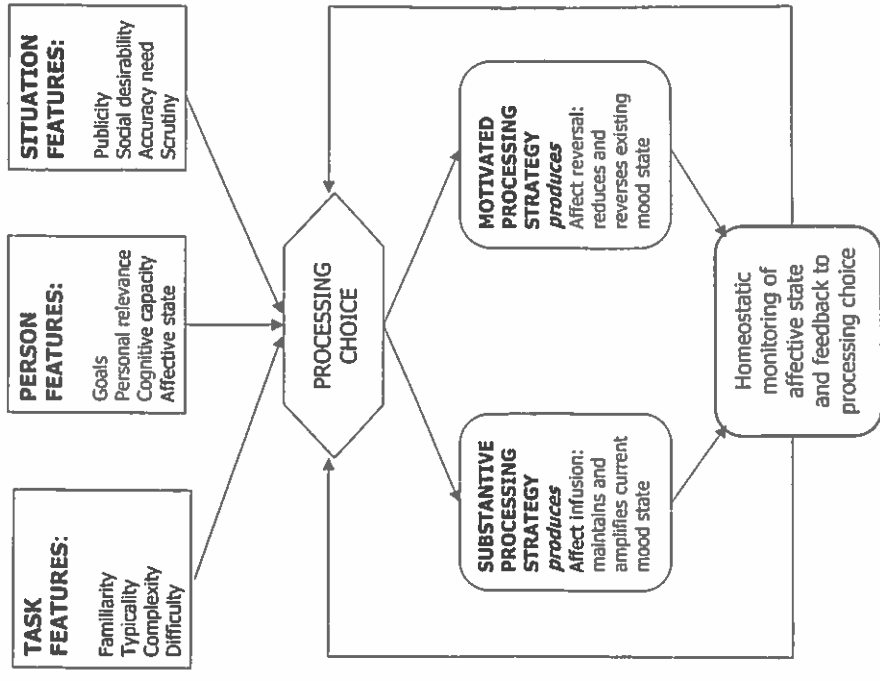 TASK
FEATURES:
Familiarity
Typicality
Complexity
Difficulty
PERSON
FEATURES:
Goals
Personal relevance
Cognitive capacity
Affective state
SITUATION
FEATURES:
Publicity
Social desirability
Accuracy need
Scrutiny
PROCESSING
CHOICE
SUBSTANTIVE
PROCESSING
STRATEGY
produces
Affect infusion:
maintains and
amplifies current
mood state
MOTIVATED
PROCESSING
STRATEGY
produces
Affect reversal:
reduces and
reverses existing
mood state
Homeostatic
monitoring of
affective state
and feedback to
processing choice